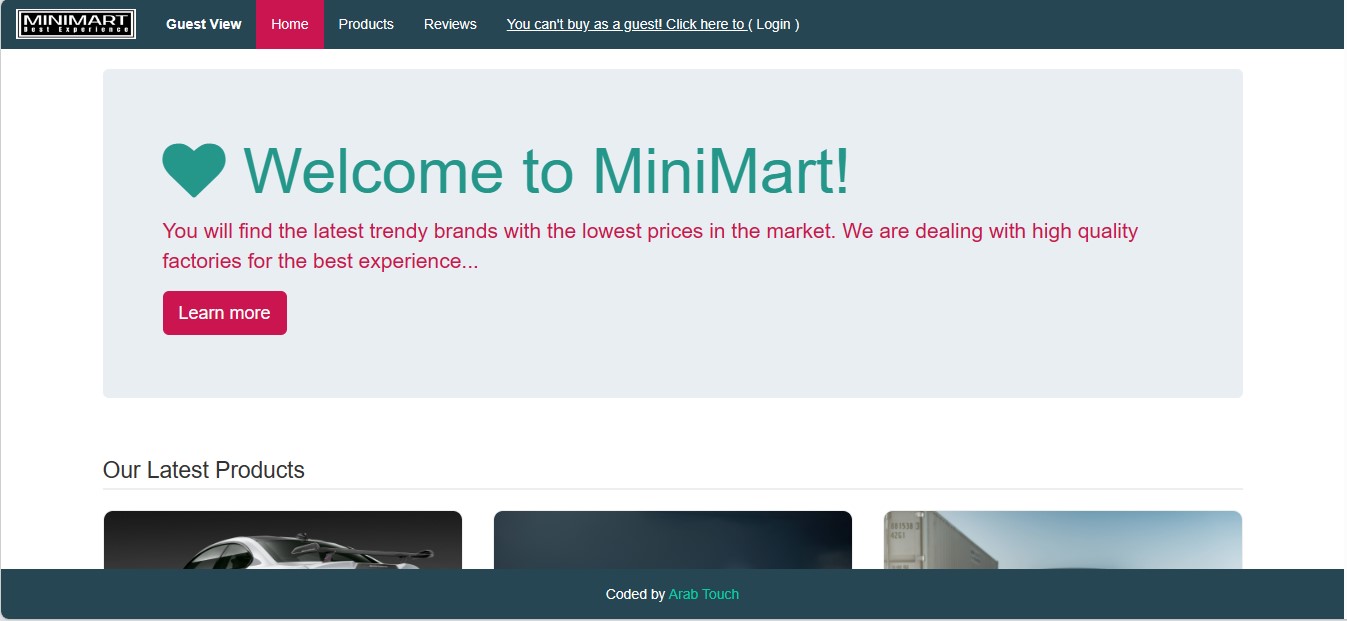 MINIMART
Best Experience
Guest View
Home
Products
Reviews
You can't buy as a guest! Click here to ( Login )
Welcome to MiniMart!
You will find the latest trendy brands with the lowest prices in the market. We are dealing with high quality
factories for the best experience...
Learn more
Our Latest Products
Coded by Arab Touch